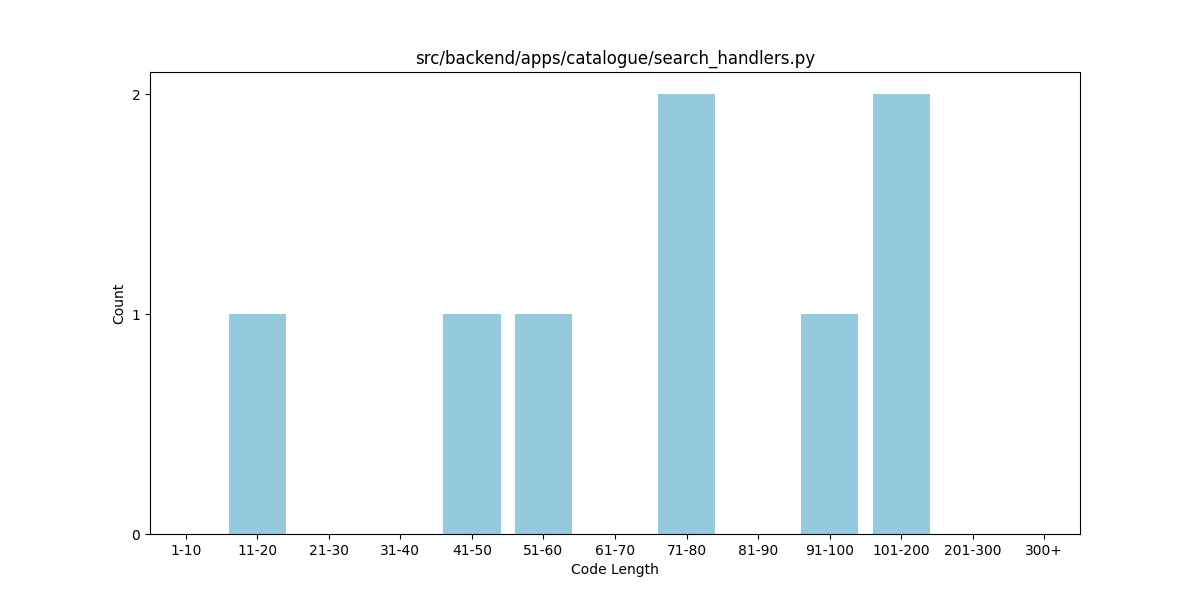 src/backend/apps/catalogue/search_handlers.py
Count
2
1
0
1-10 11-20 21-30 31-40 41-50 51-60 61-70 71-80 81-90 91-100 101-200 201-300 300+
Code Length